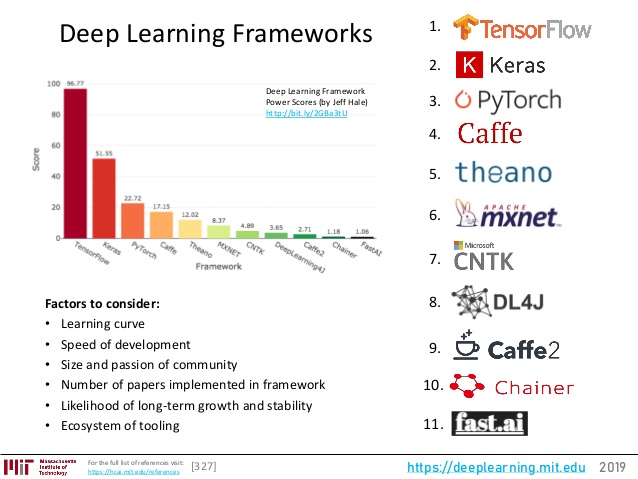 Deep Learning Frameworks
Deep Learning Framework
Power Scores (by Jeff Hale)
http://bit.ly/2GBa3tU
Score
100
80
60
40
20
0
96.77
51.55
22.72
17.15
12.02
8.37
4.89
3.65
2.71
1.18
1.06
TensorFlow
Keras
PyTorch
Caffe
Theano
MXNET
CNTK
DeepLearning4J
Caffe2
Chainer
FastAI
Framework
Factors to consider:
• Learning curve
• Speed of development
• Size and passion of community
• Number of papers implemented in framework
• Likelihood of long-term growth and stability
• Ecosystem of tooling
1. TensorFlow
2. K Keras
3. PyTorch
4. Caffe
5. theano
6. APACHE
mxnet
7. Microsoft
CNTK
8. DL4J
9. Caffe2
10. Chainer
11. fast.ai
Massachusetts
Institute of
Technology
For the full list of references visit:
https://hcai.mit.edu/references
[327]
https://deeplearning.mit.edu 2019